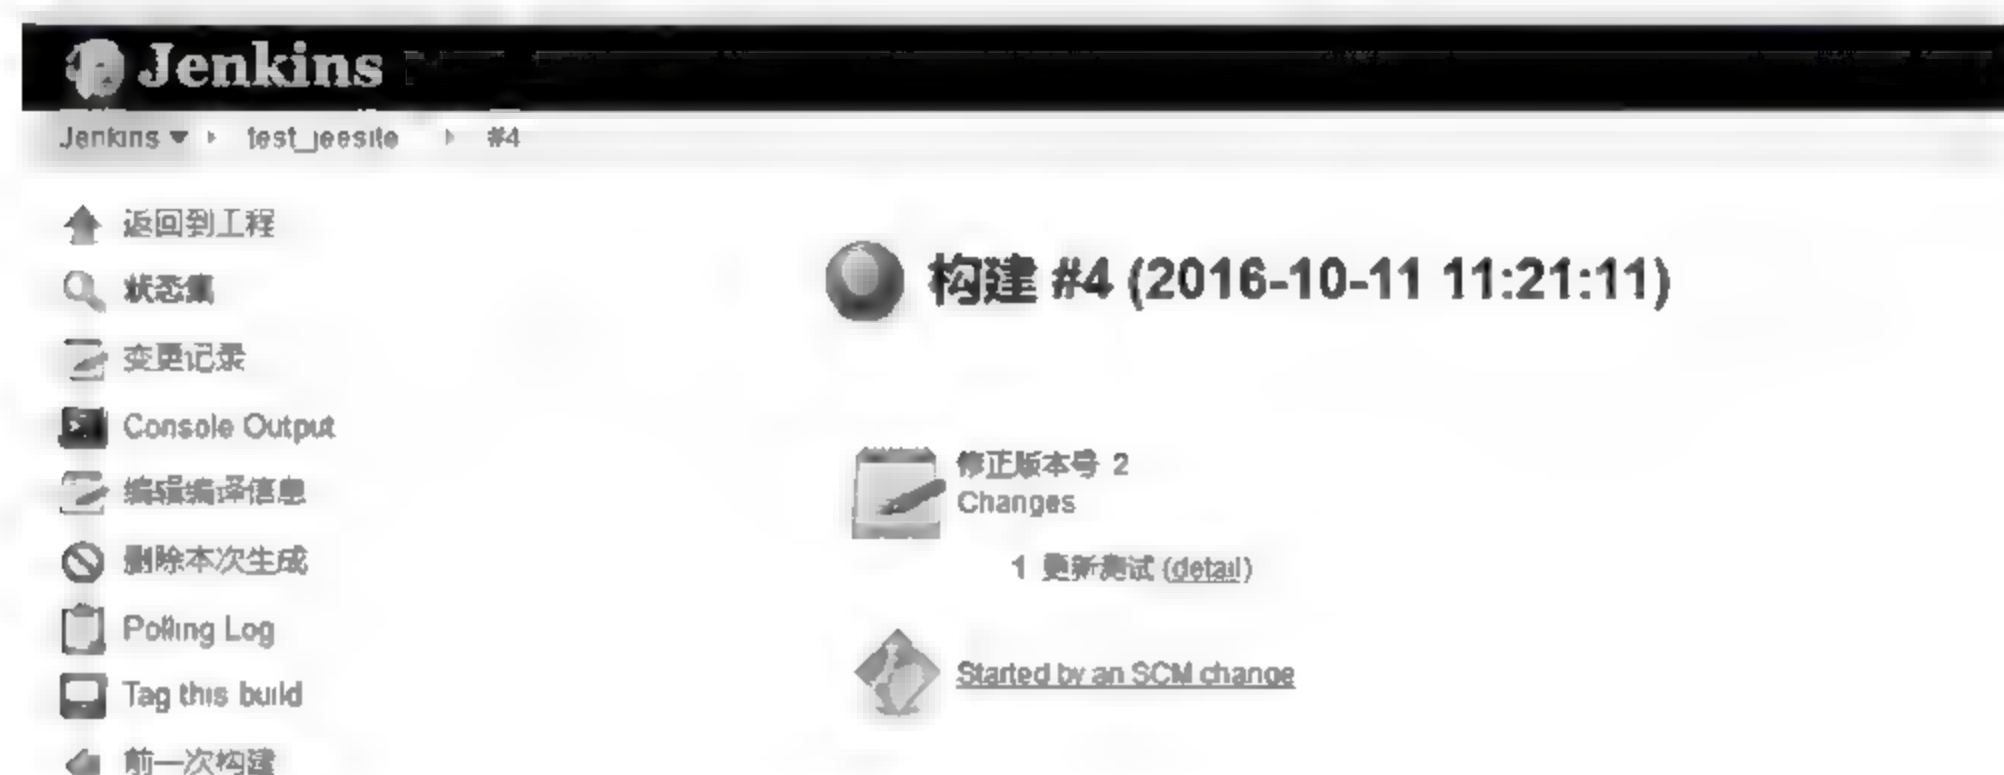 Jenkins
Jenkins test_jeesite #4
返回到工程
状态集
变更记录
Console Output
编辑编译信息
删除本次生成
Polling Log
Tag this build
前一次构建
构建 #4 (2016-10-11 11:21:11)
修正版本号 2
Changes
1 更新测试 (detail)
Started by an SCM change